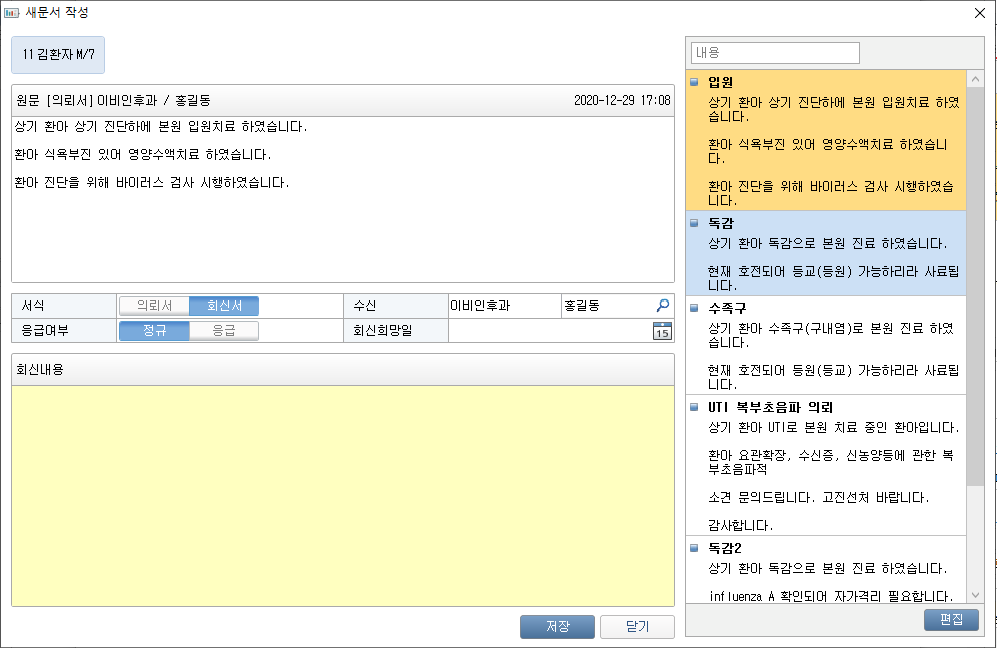 새문서 작성
11 김환자 M/7
원문 [의뢰서] 이비인후과 / 홍길동
2020-12-29 17:08
상기 환아 상기 진단하에 본원 입원치료 하였습니다.
환아 식욕부진 있어 영양수액치료 하였습니다.
환아 진단을 위해 바이러스 검사 시행하였습니다.
서식
의뢰서
회신서
수신
이비인후과
홍길동
응급여부
정규
응급
회신희망일
15
회신내용
저장
닫기
내용
입원
상기 환아 상기 진단하에 본원 입원치료 하였
습니다.
환아 식욕부진 있어 영양수액치료 하였습니
다.
환아 진단을 위해 바이러스 검사 시행하였습
니다.
독감
상기 환아 독감으로 본원 진료 하였습니다.
현재 호전되어 등교(등원) 가능하리라 사료됩
니다.
수족구
상기 환아 수족구(구내염)로 본원 진료 하였
습니다.
현재 호전되어 등원(등교) 가능하리라 사료됩
니다.
UTI 복부초음파 의뢰
상기 환아 UTI로 본원 치료 중인 환아입니다.
환아 요관확장, 수신증, 신농양등에 관한 복
부초음파적
소견 문의드립니다. 고진선처 바랍니다.
감사합니다.
독감2
상기 환아 독감으로 본원 진료 하였습니다.
influenza A 확인되어 자가격리 필요합니다.
편집